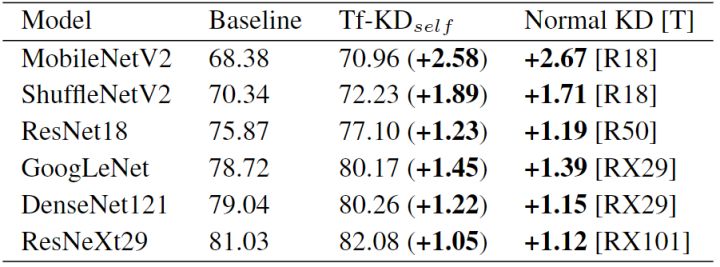 Model Baseline Tf-KDself Normal KD [T]
MobileNetV2 68.38 70.96 (+2.58) +2.67 [R18]
ShuffleNetV2 70.34 72.23 (+1.89) +1.71 [R18]
ResNet18 75.87 77.10 (+1.23) +1.19 [R50]
GoogLeNet 78.72 80.17 (+1.45) +1.39 [RX29]
DenseNet121 79.04 80.26 (+1.22) +1.15 [RX29]
ResNeXt29 81.03 82.08 (+1.05) +1.12 [RX101]